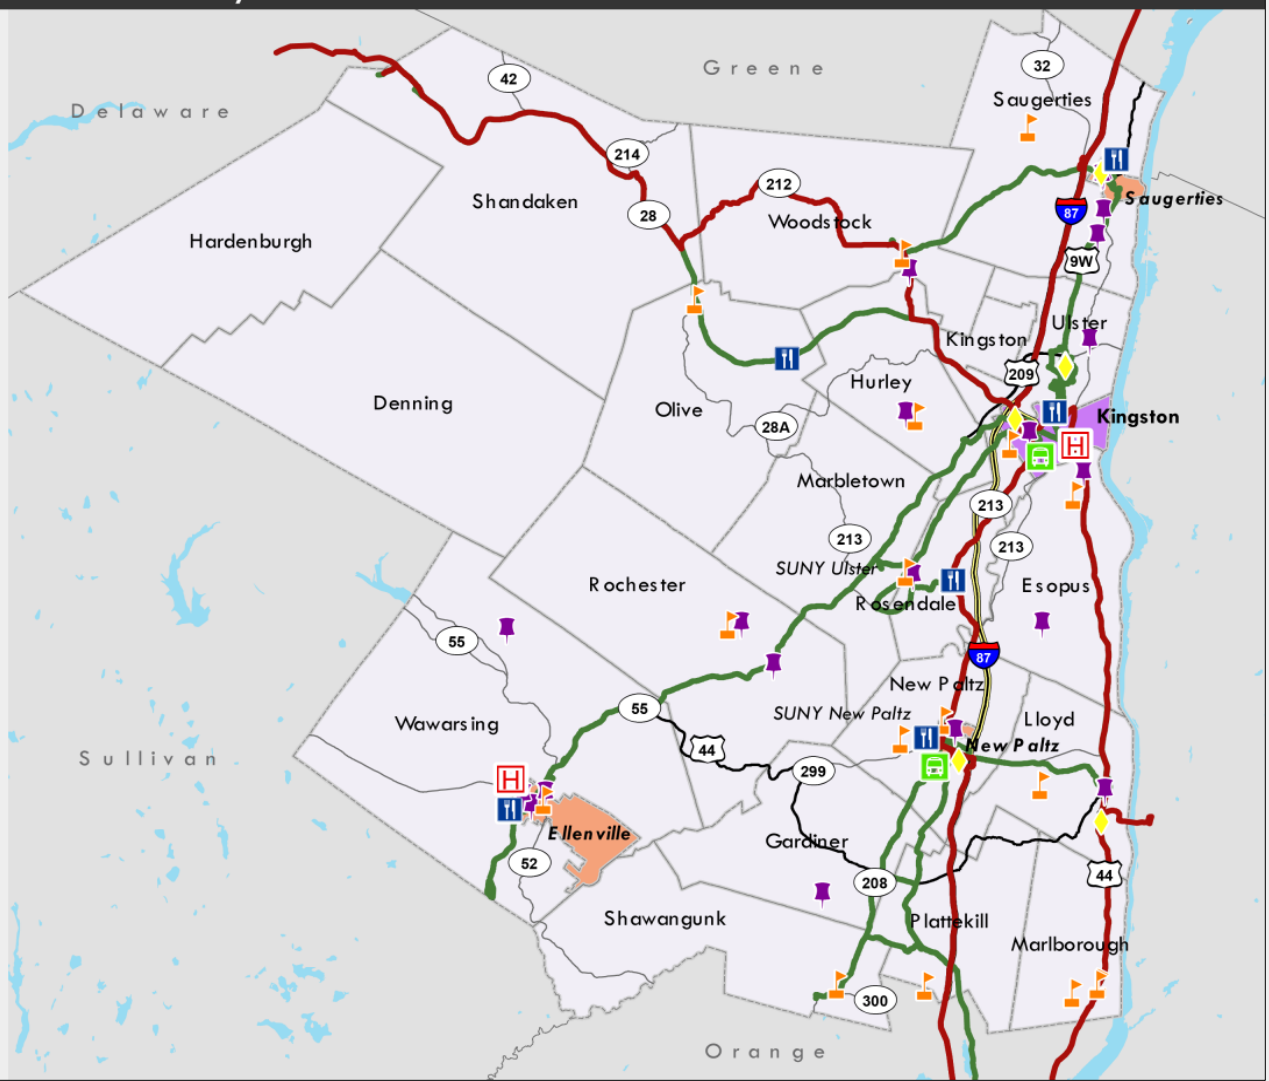 32
Greene
42
Saugerties
Delaware
214
212
Shandaken
Saugerties
28
87
Woodstock
Hardenburgh
9W
Ulster
Kingston
209
Hurley
Denning
Olive
Kingston
28A
H
Marbletown
213
213
213
SUNY Ulster
Rochester
Esopus
Rosendale
55
87
New Paltz
55
SUNY New Paltz
Lloyd
Wawarsing
New Paltz
44
Sullivan
299
H
Ellenville
Gardiner
52
44
208
Shawangunk
Plattekill
Marlborough
300
Orange